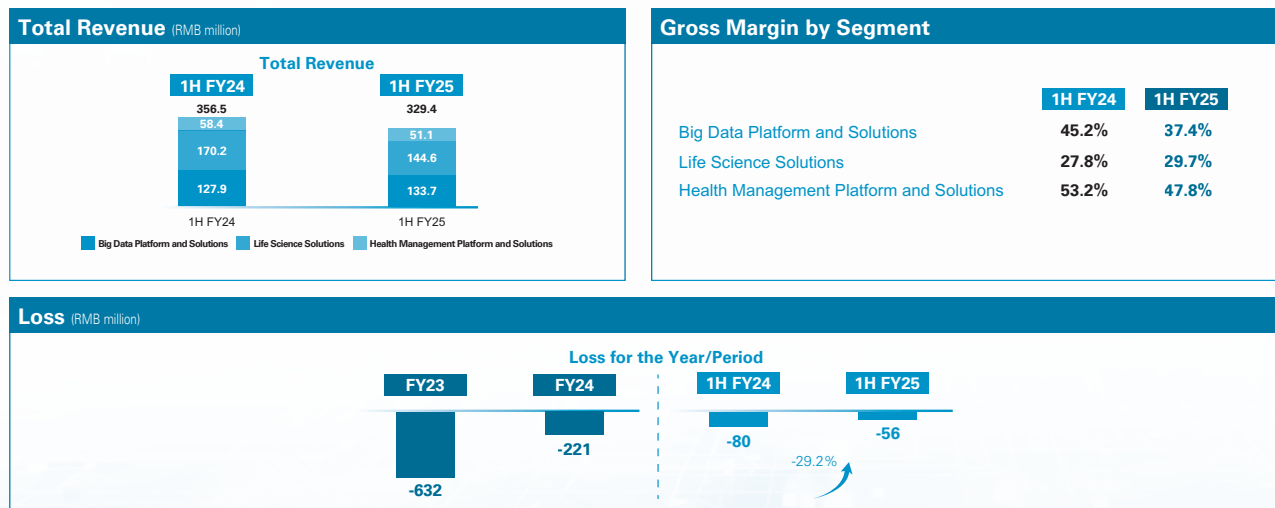 Total Revenue (RMB million)
Total Revenue
1H FY24 1H FY25
356.5 329.4
58.4 51.1
170.2 144.6
127.9 133.7
1H FY24 1H FY25
Big Data Platform and Solutions Life Science Solutions Health Management Platform and Solutions
Gross Margin by Segment
1H FY24 1H FY25
Big Data Platform and Solutions 45.2% 37.4%
Life Science Solutions 27.8% 29.7%
Health Management Platform and Solutions 53.2% 47.8%
Loss (RMB million)
Loss for the Year/Period
FY23 FY24 1H FY24 1H FY25
-632 -221 -80 -56
-29.2%